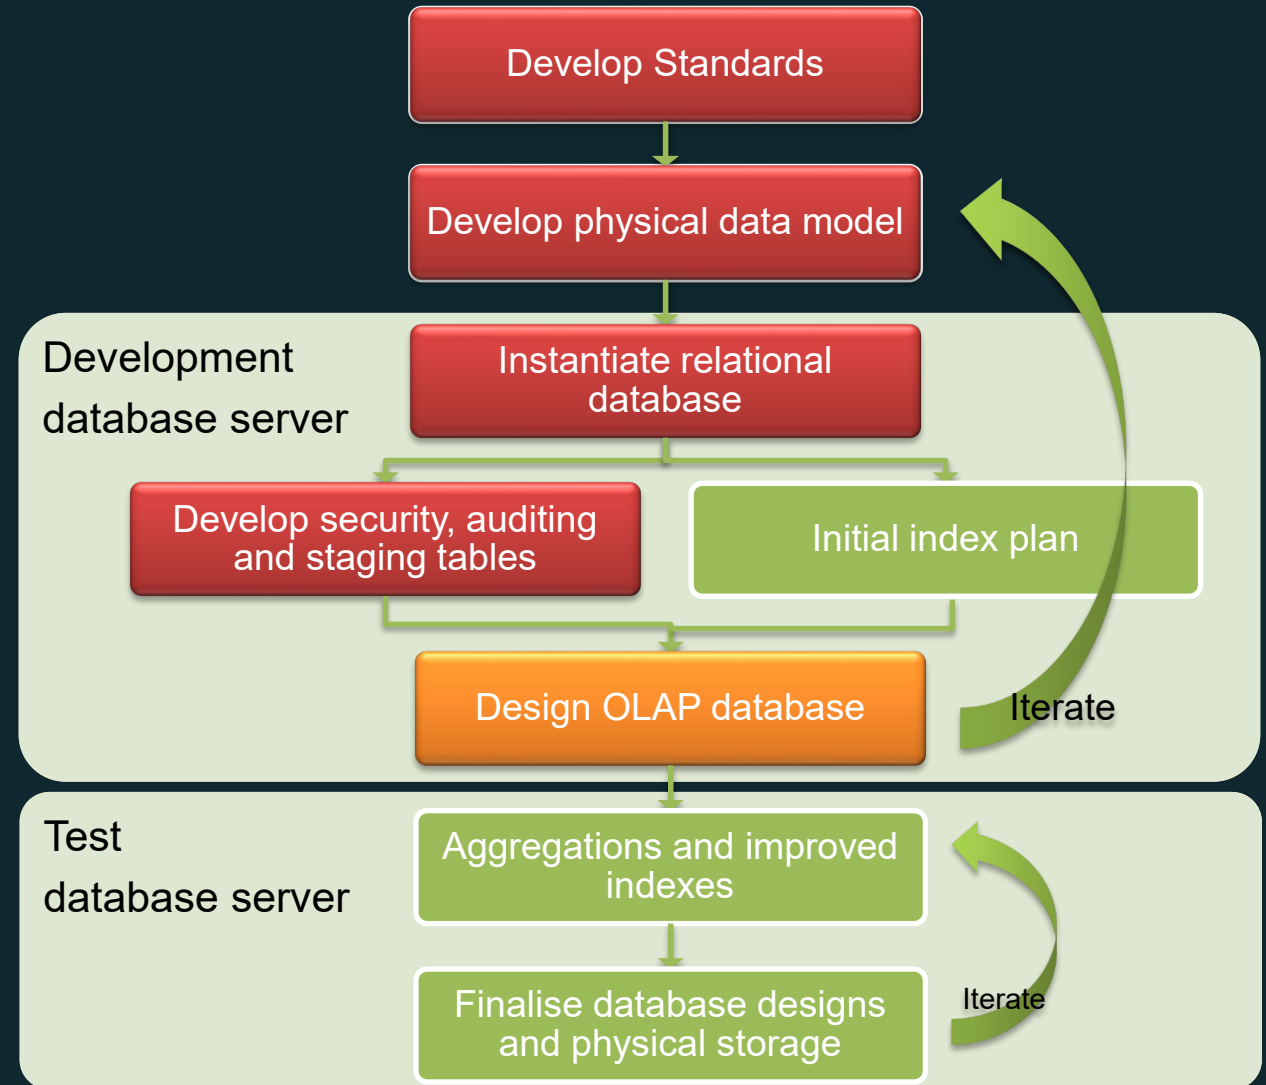 Develop Standards
Develop physical data model
Development
database server
Instantiate relational
database
Develop security, auditing
and staging tables
Initial index plan
Design OLAP database
Iterate
Test
database server
Aggregations and improved
indexes
Finalise database designs
and physical storage
Iterate